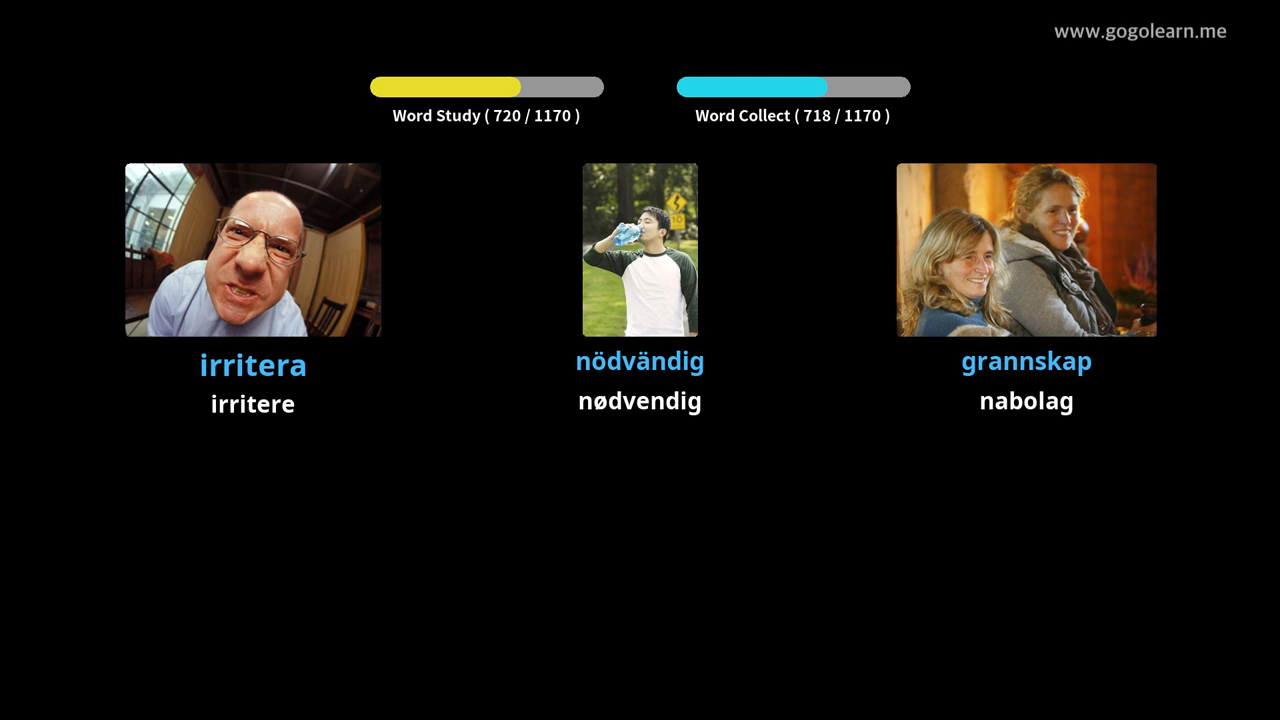 www.gogolearn.me
Word Study ( 720 / 1170 )
Word Collect ( 718 / 1170 )
irritera
irritere
nödvändig
nødvendig
grannskap
nabolag